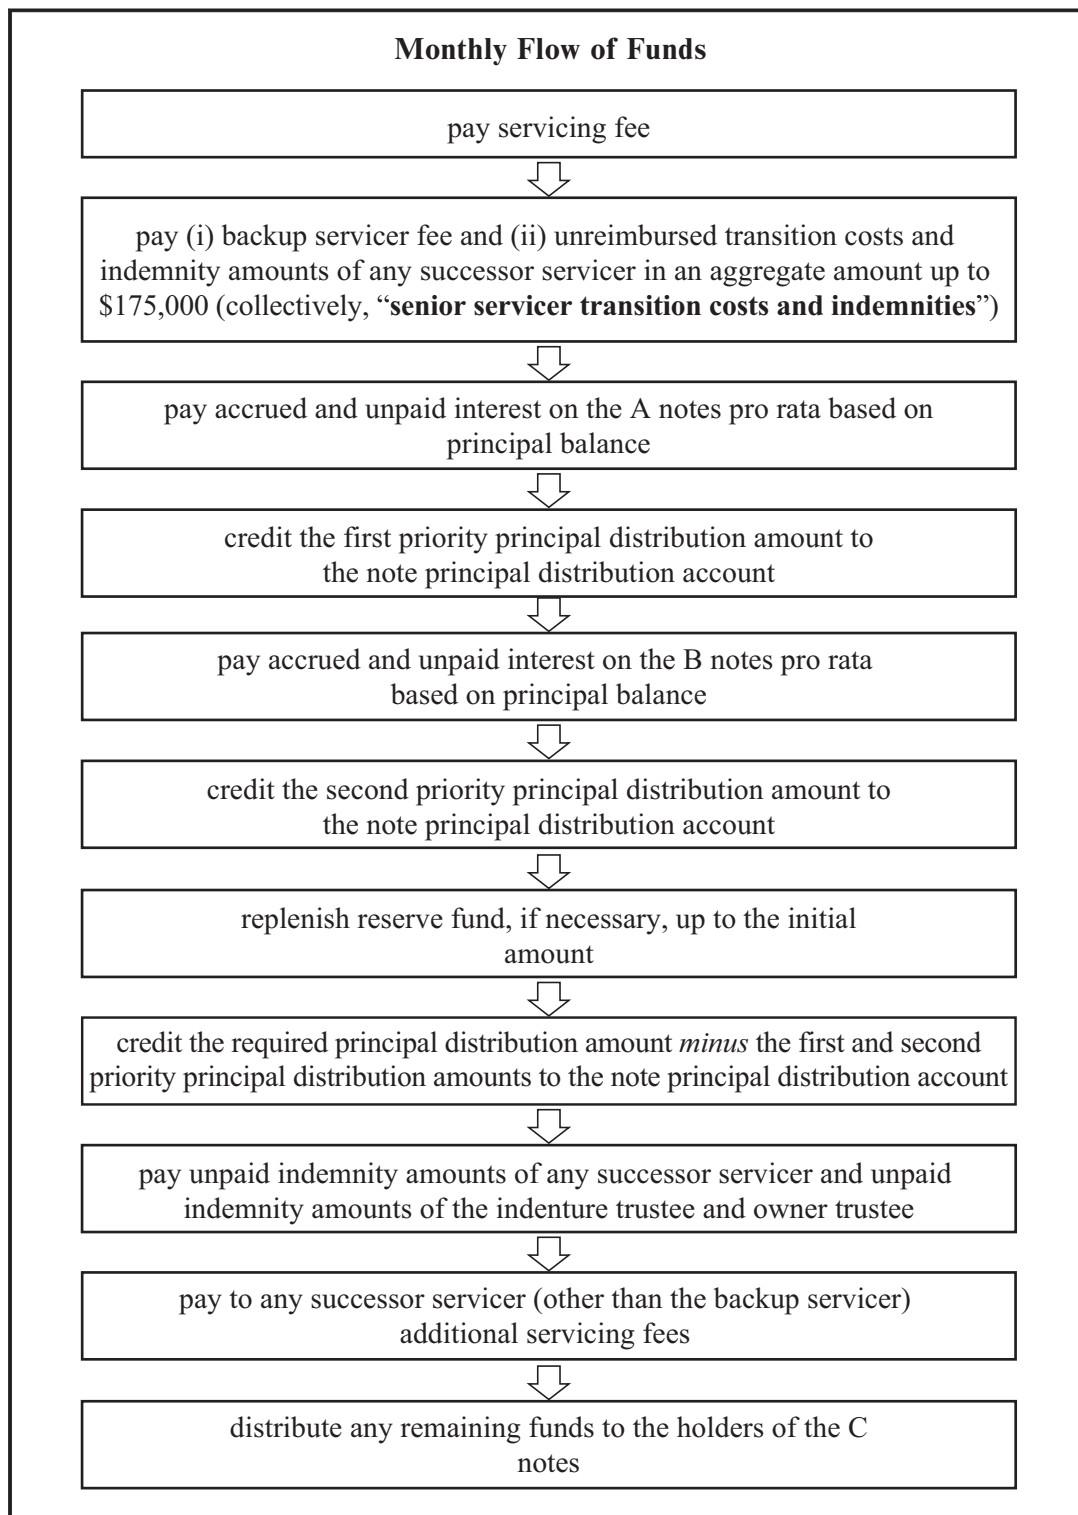 Monthly Flow of Funds
pay servicing fee
pay (i) backup servicer fee and (ii) unreimbursed transition costs and
indemnity amounts of any successor servicer in an aggregate amount up to
$175,000 (collectively, “senior servicer transition costs and indemnities”)
pay accrued and unpaid interest on the A notes pro rata based on
principal balance
credit the first priority principal distribution amount to
the note principal distribution account
pay accrued and unpaid interest on the B notes pro rata
based on principal balance
credit the second priority principal distribution amount to
the note principal distribution account
replenish reserve fund, if necessary, up to the initial
amount
credit the required principal distribution amount minus the first and second
priority principal distribution amounts to the note principal distribution account
pay unpaid indemnity amounts of any successor servicer and unpaid
indemnity amounts of the indenture trustee and owner trustee
pay to any successor servicer (other than the backup servicer)
additional servicing fees
distribute any remaining funds to the holders of the C
notes